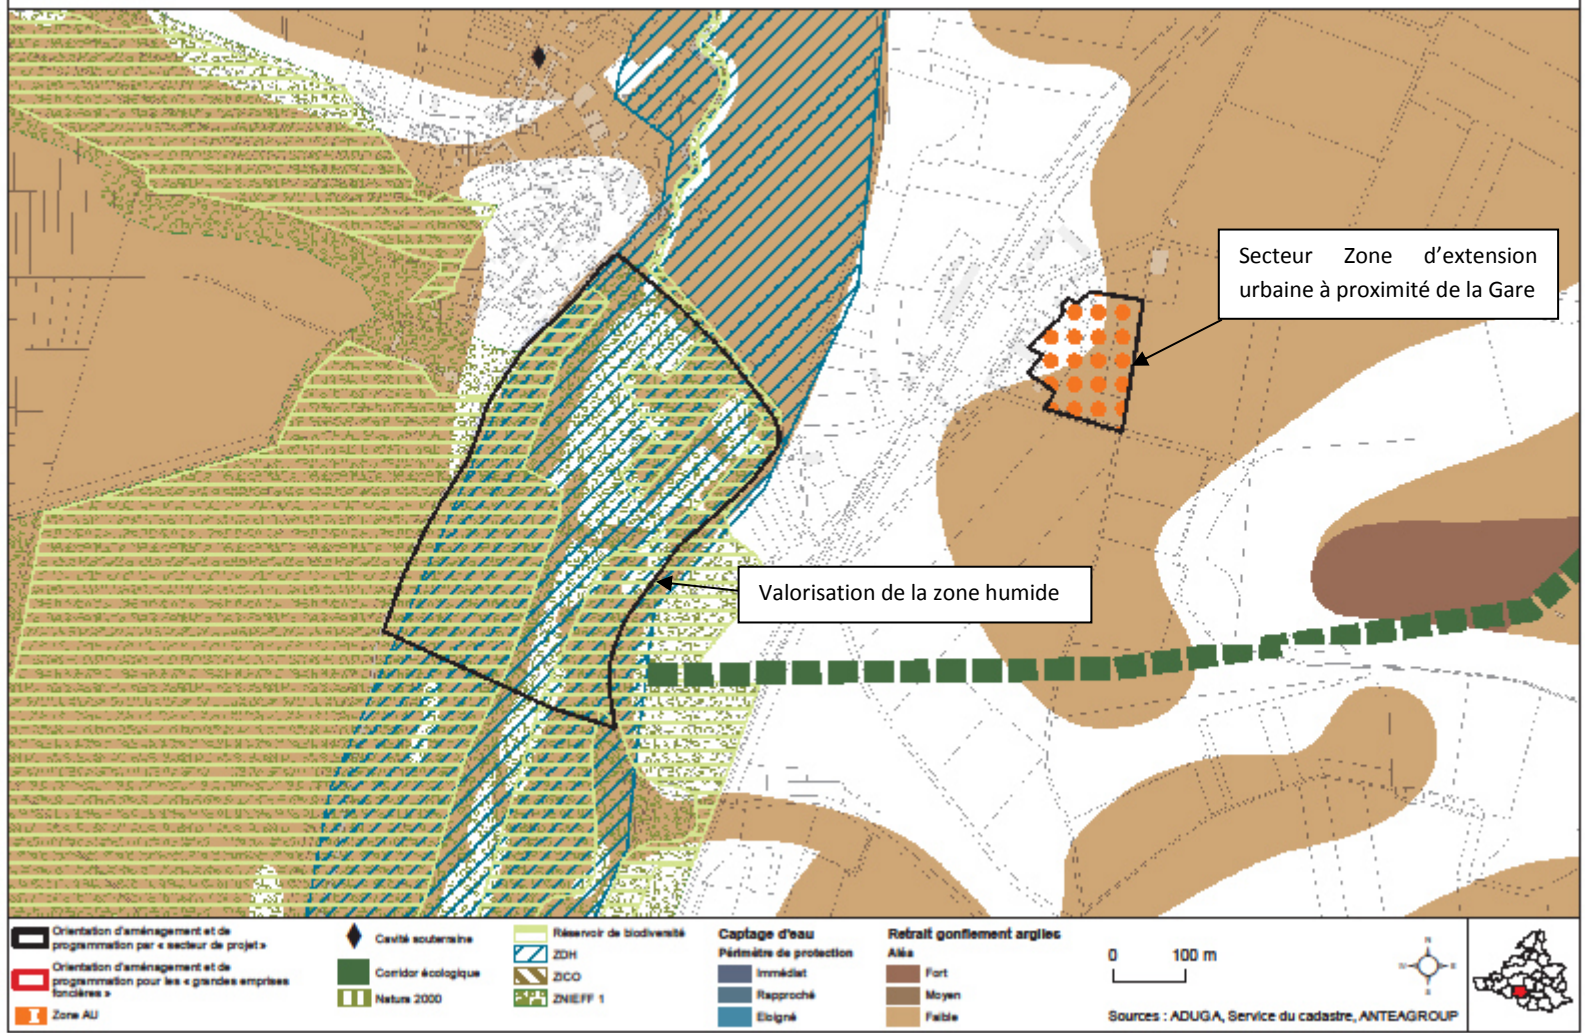 Secteur Zone d'extension
urbaine à proximité de la Gare
Valorisation de la zone humide
Orientation d'aménagement et de
programmation par « secteur de projet »
Orientation d'aménagement et de
programmation pour les « grandes emprises
foncières »
Zone AU
Cavité souterraine
Corridor écologique
Natura 2000
Réservoir de biodiversité
ZDH
ZICO
ZNIEFF 1
Captage d'eau
Périmètre de protection
Immédiat
Rapproché
Eloigné
Retrait gonflement argiles
Aléa
Fort
Moyen
Faible
0 100 m
N
Sources : ADUGA, Service du cadastre, ANTEAGROUP